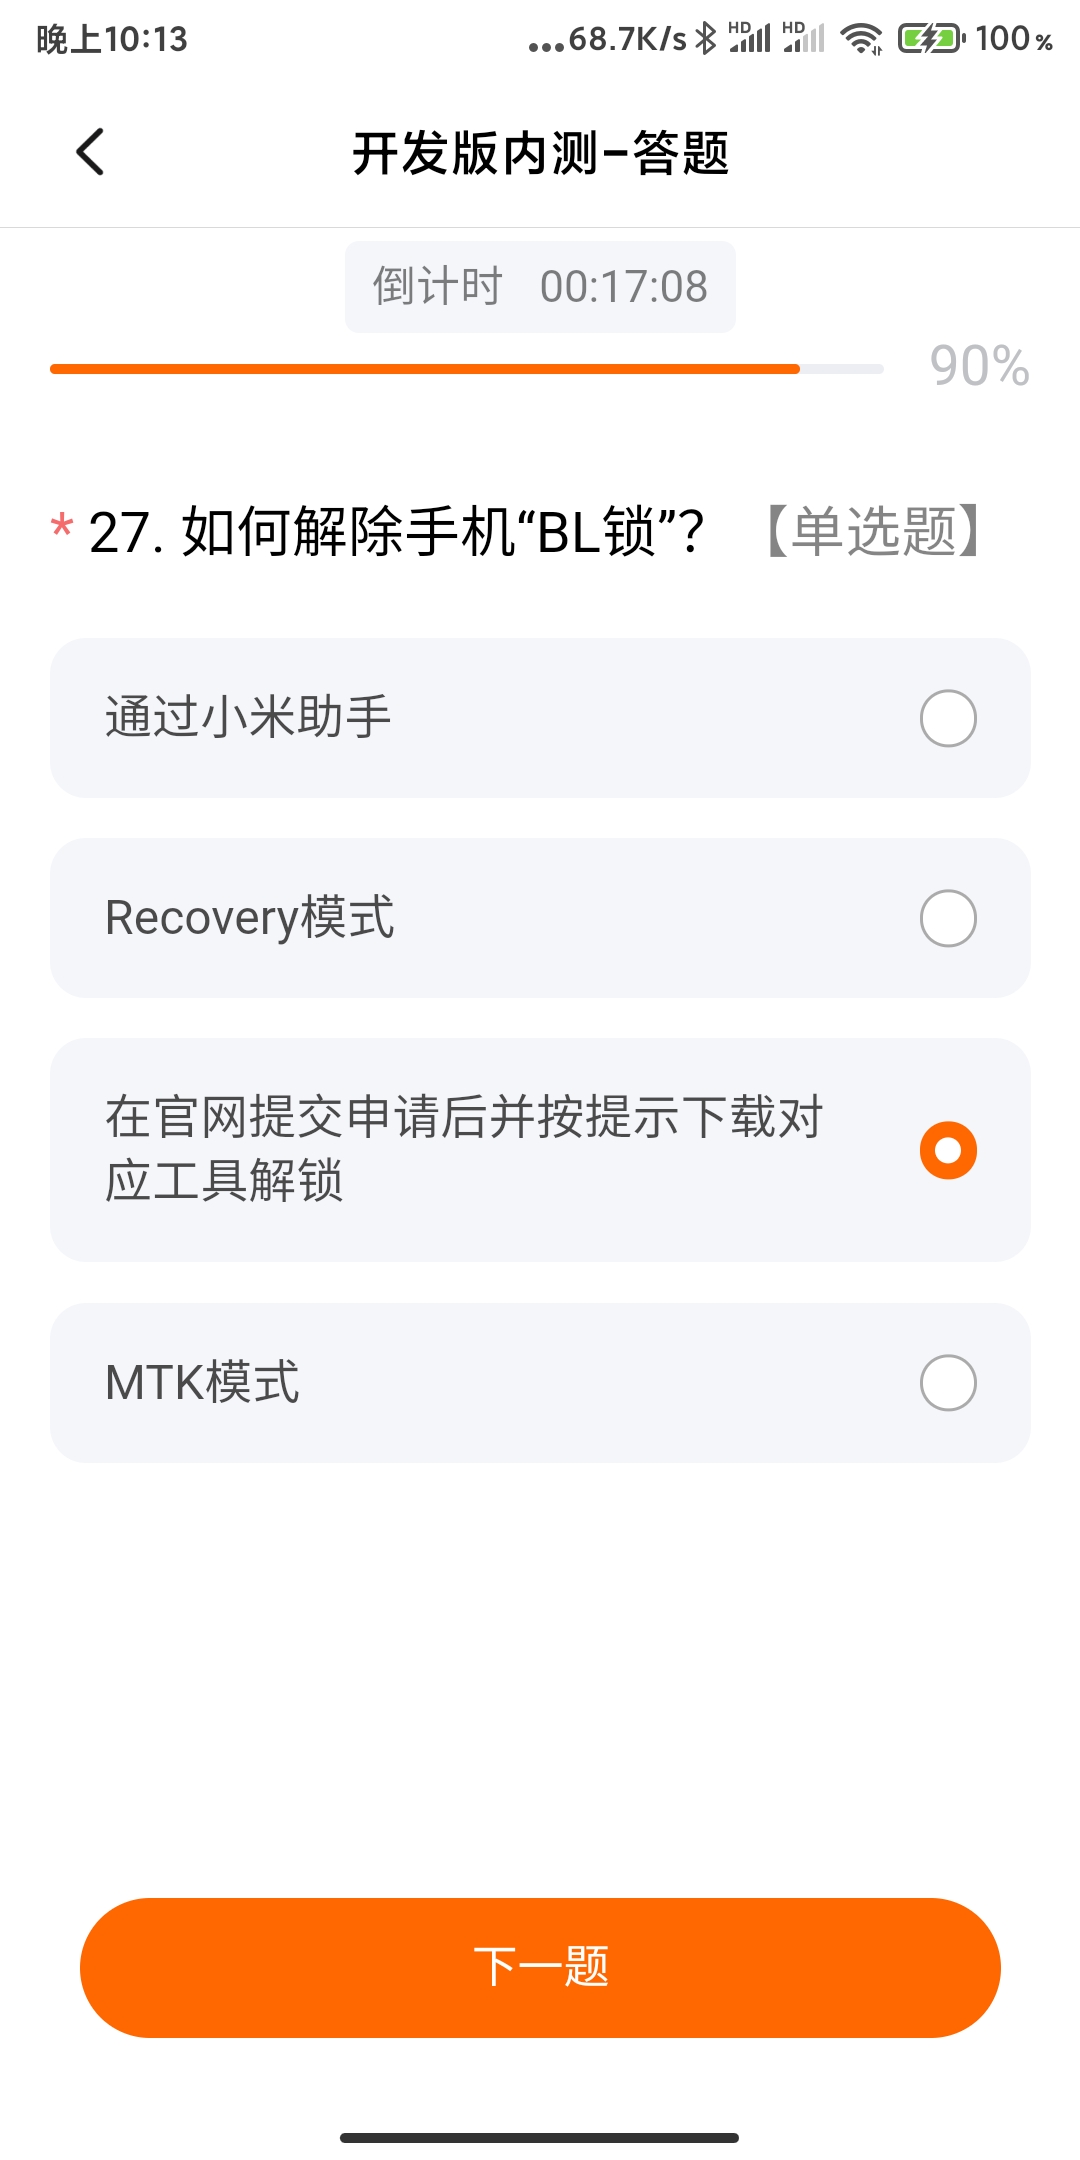 晚上10:13
...68.7K/s HD HD 100%
开发版内测-答题
倒计时 00:17:08
90%
* 27. 如何解除手机“BL锁”？【单选题】
通过小米助手
Recovery模式
在官网提交申请后并按提示下载对
应工具解锁
MTK模式
下一题